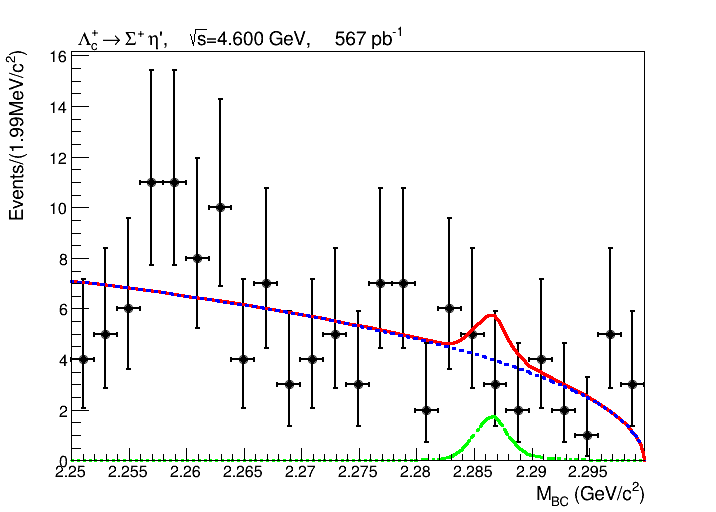 Λc+ → Σ+ η', √s=4.600 GeV, 567 pb-1
Events/(1.99MeV/c2)
16
14
12
10
8
6
4
2
0
2.25 2.255 2.26 2.265 2.27 2.275 2.28 2.285 2.29 2.295
MBC (GeV/c2)